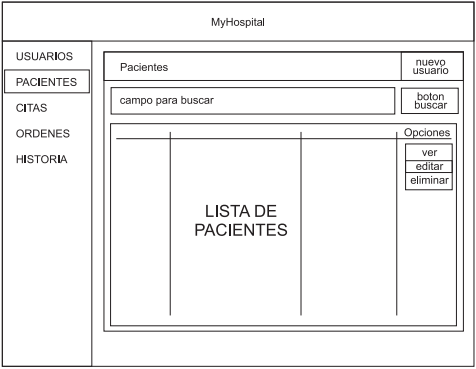 MyHospital
USUARIOS
PACIENTES
CITAS
ORDENES
HISTORIA
Pacientes
nuevo
usuario
campo para buscar
boton
buscar
Opciones
ver
editar
eliminar
LISTA DE
PACIENTES